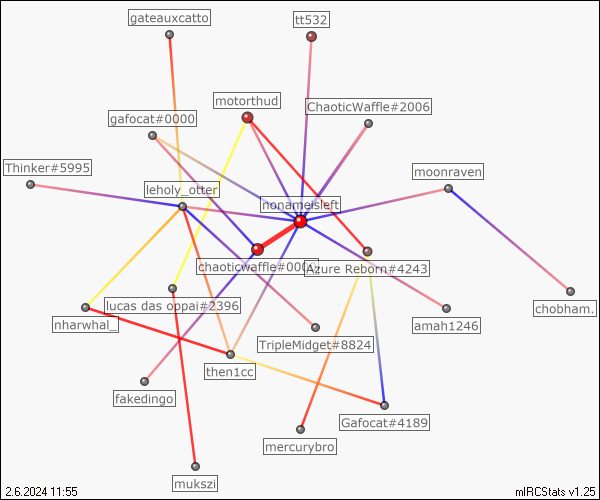 gateauxcatto
tt532
motorthud
ChaoticWaffle#2006
gafocat#0000
Thinker#5995
moonraven
leholy_otter
nonameisleft
chaoticwaffle#000
Azure Reborn#4243
lucas das oppai#2396
chobham.
nharwhal_
amah1246
TripleMidget#8824
then1cc
fakedingo
Gafocat#4189
mercurybro
mukszi
2.6.2024 11:55
mIRCStats v1.25